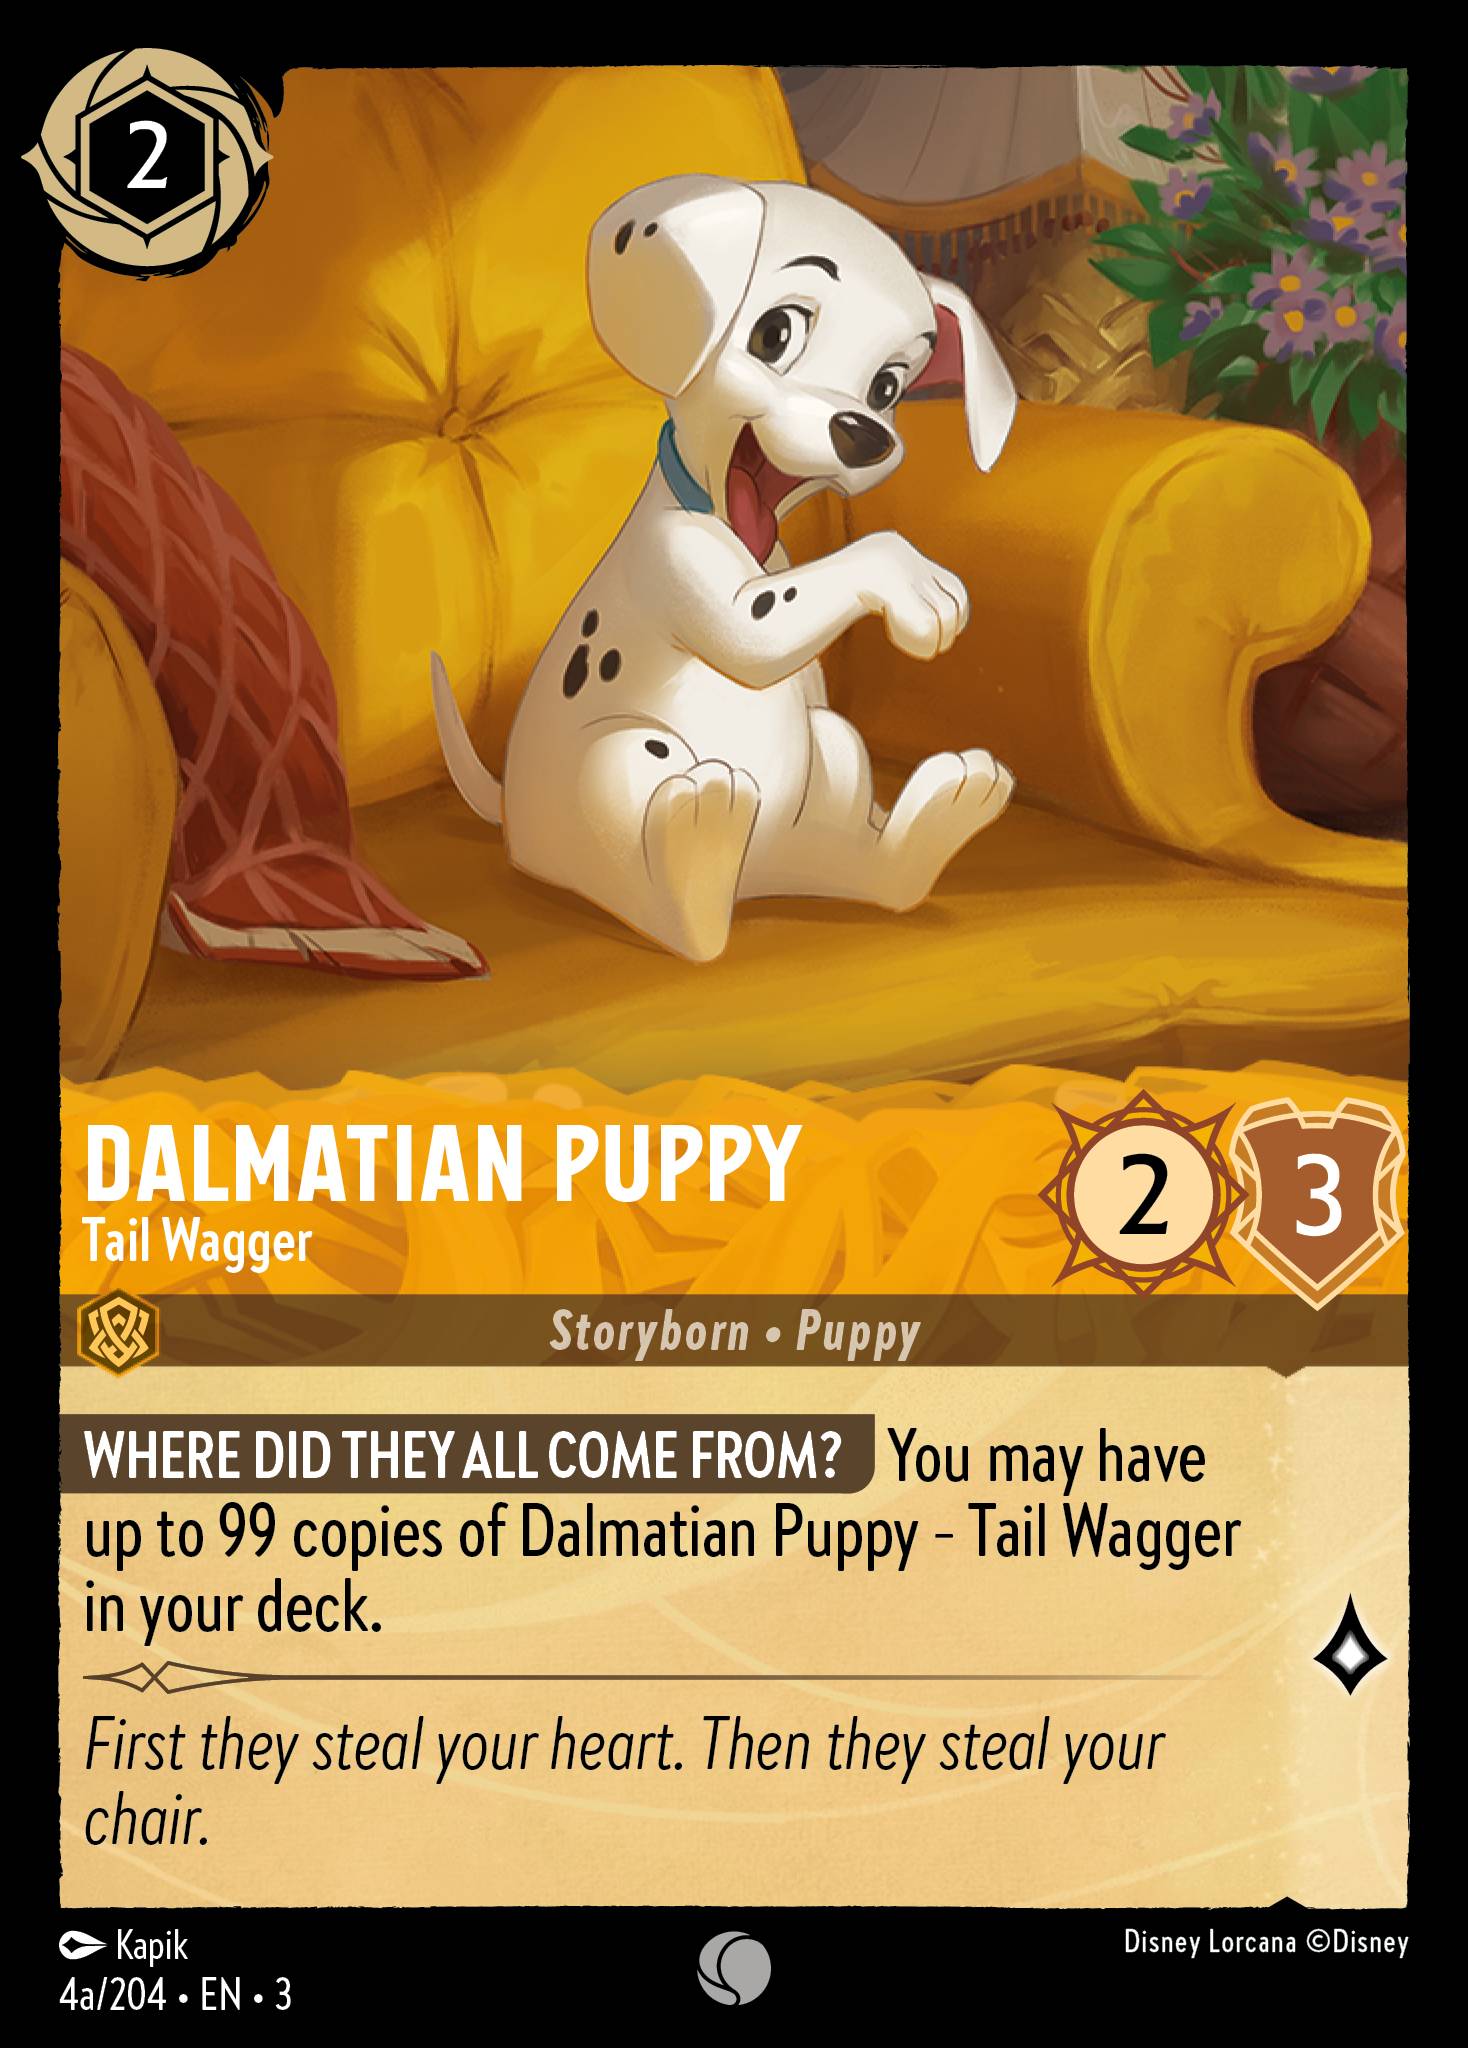 2
DALMATIAN PUPPY
Tail Wagger
2
3
Storyborn • Puppy
WHERE DID THEY ALL COME FROM? You may have
up to 99 copies of Dalmatian Puppy – Tail Wagger
in your deck.
First they steal your heart. Then they steal your
chair.
Kapik
Disney Lorcana ©Disney
4a/204 • EN • 3